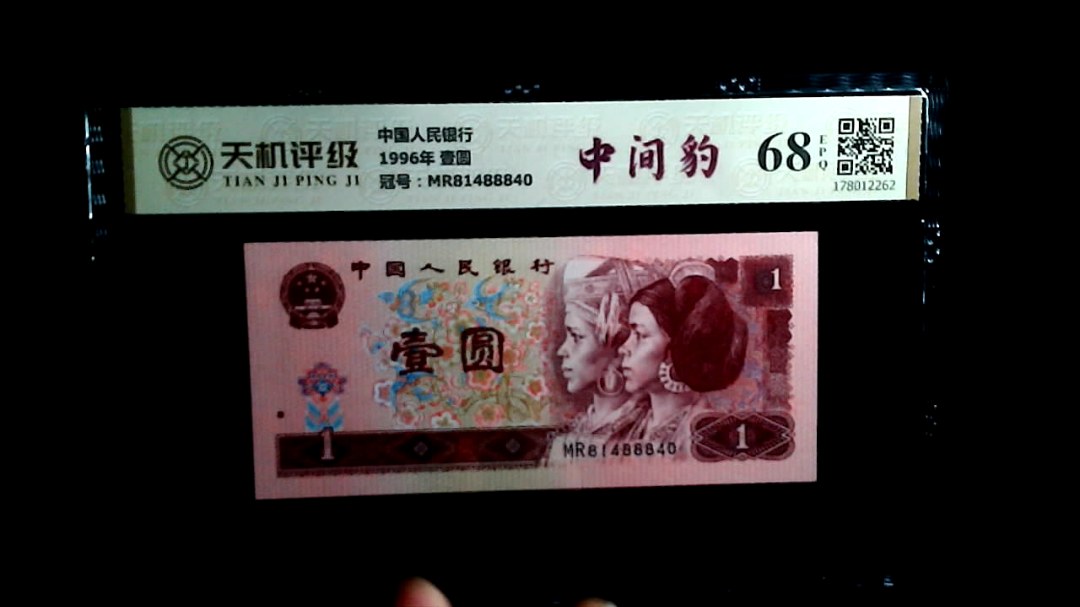 天机评级
TIAN JI PING JI
中国人民银行
1996年 壹圆
冠号：MR81488840
中间豹
68
EPQ
178012262
中国人民银行
1
壹圆
1
MR81488840
1